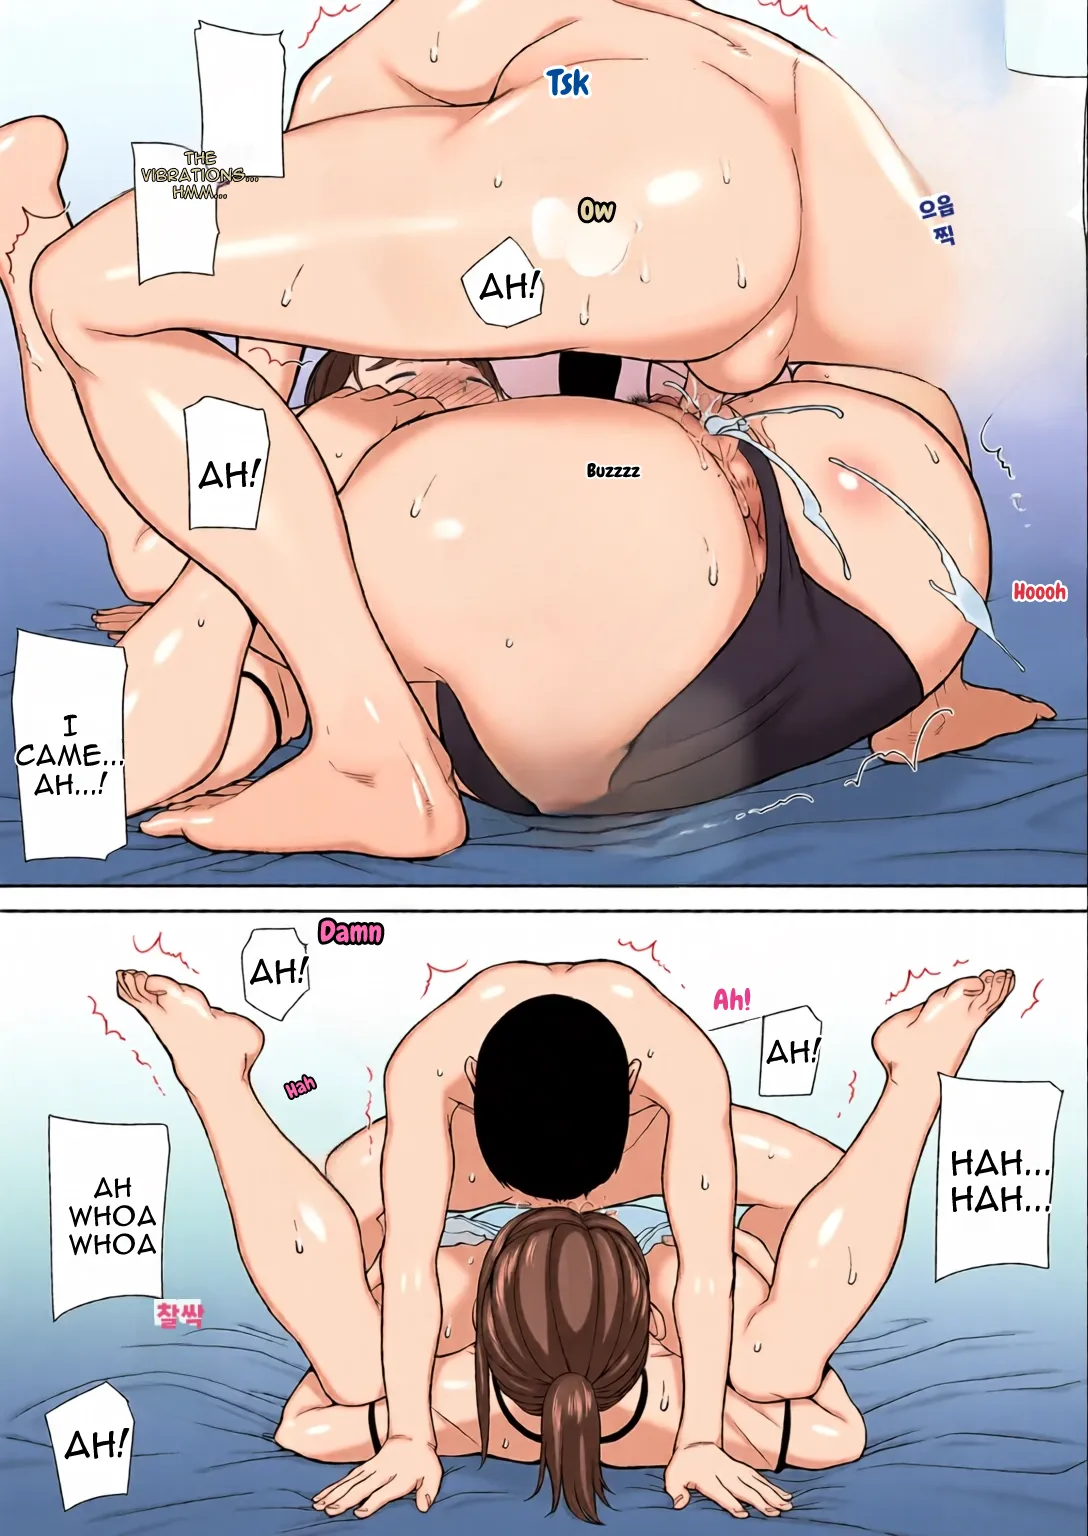 Tsk
THE
VIBRATIONS...
HMM...
OW
으읍
찍
AH!
AH!
Buzzzz
Hoooh
I
CAME...
AH...!
Damn
AH!
Ah!
AH!
Hah
HAH...
HAH...
AH
WHOA
WHOA
찰싹
AH!